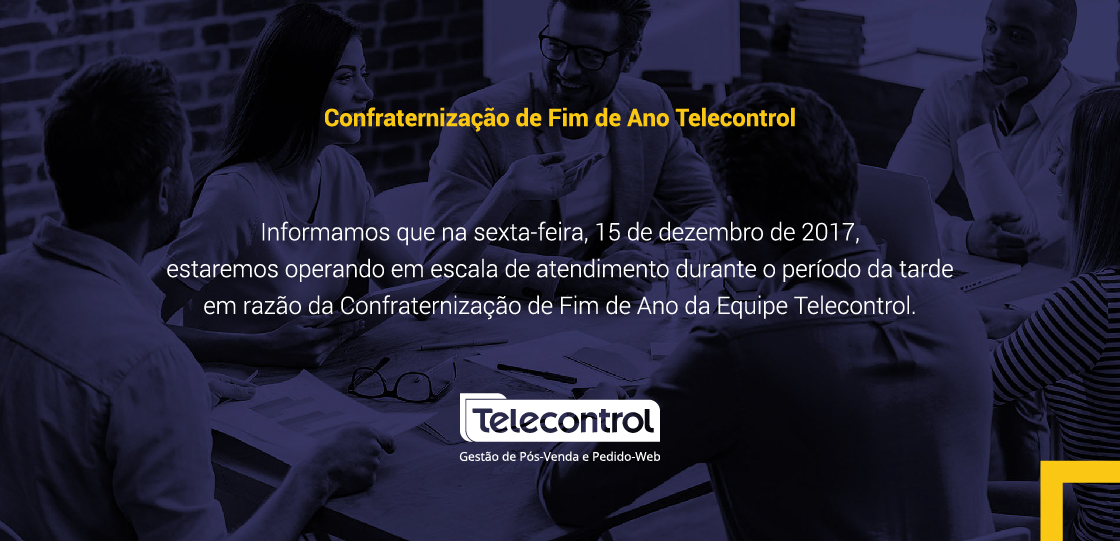 Confraternização de Fim de Ano Telecontrol
Informamos que na sexta-feira, 15 de dezembro de 2017,
estaremos operando em escala de atendimento durante o período da tarde
em razão da Confraternização de Fim de Ano da Equipe Telecontrol.
Telecontrol
Gestão de Pós-Venda e Pedido-Web